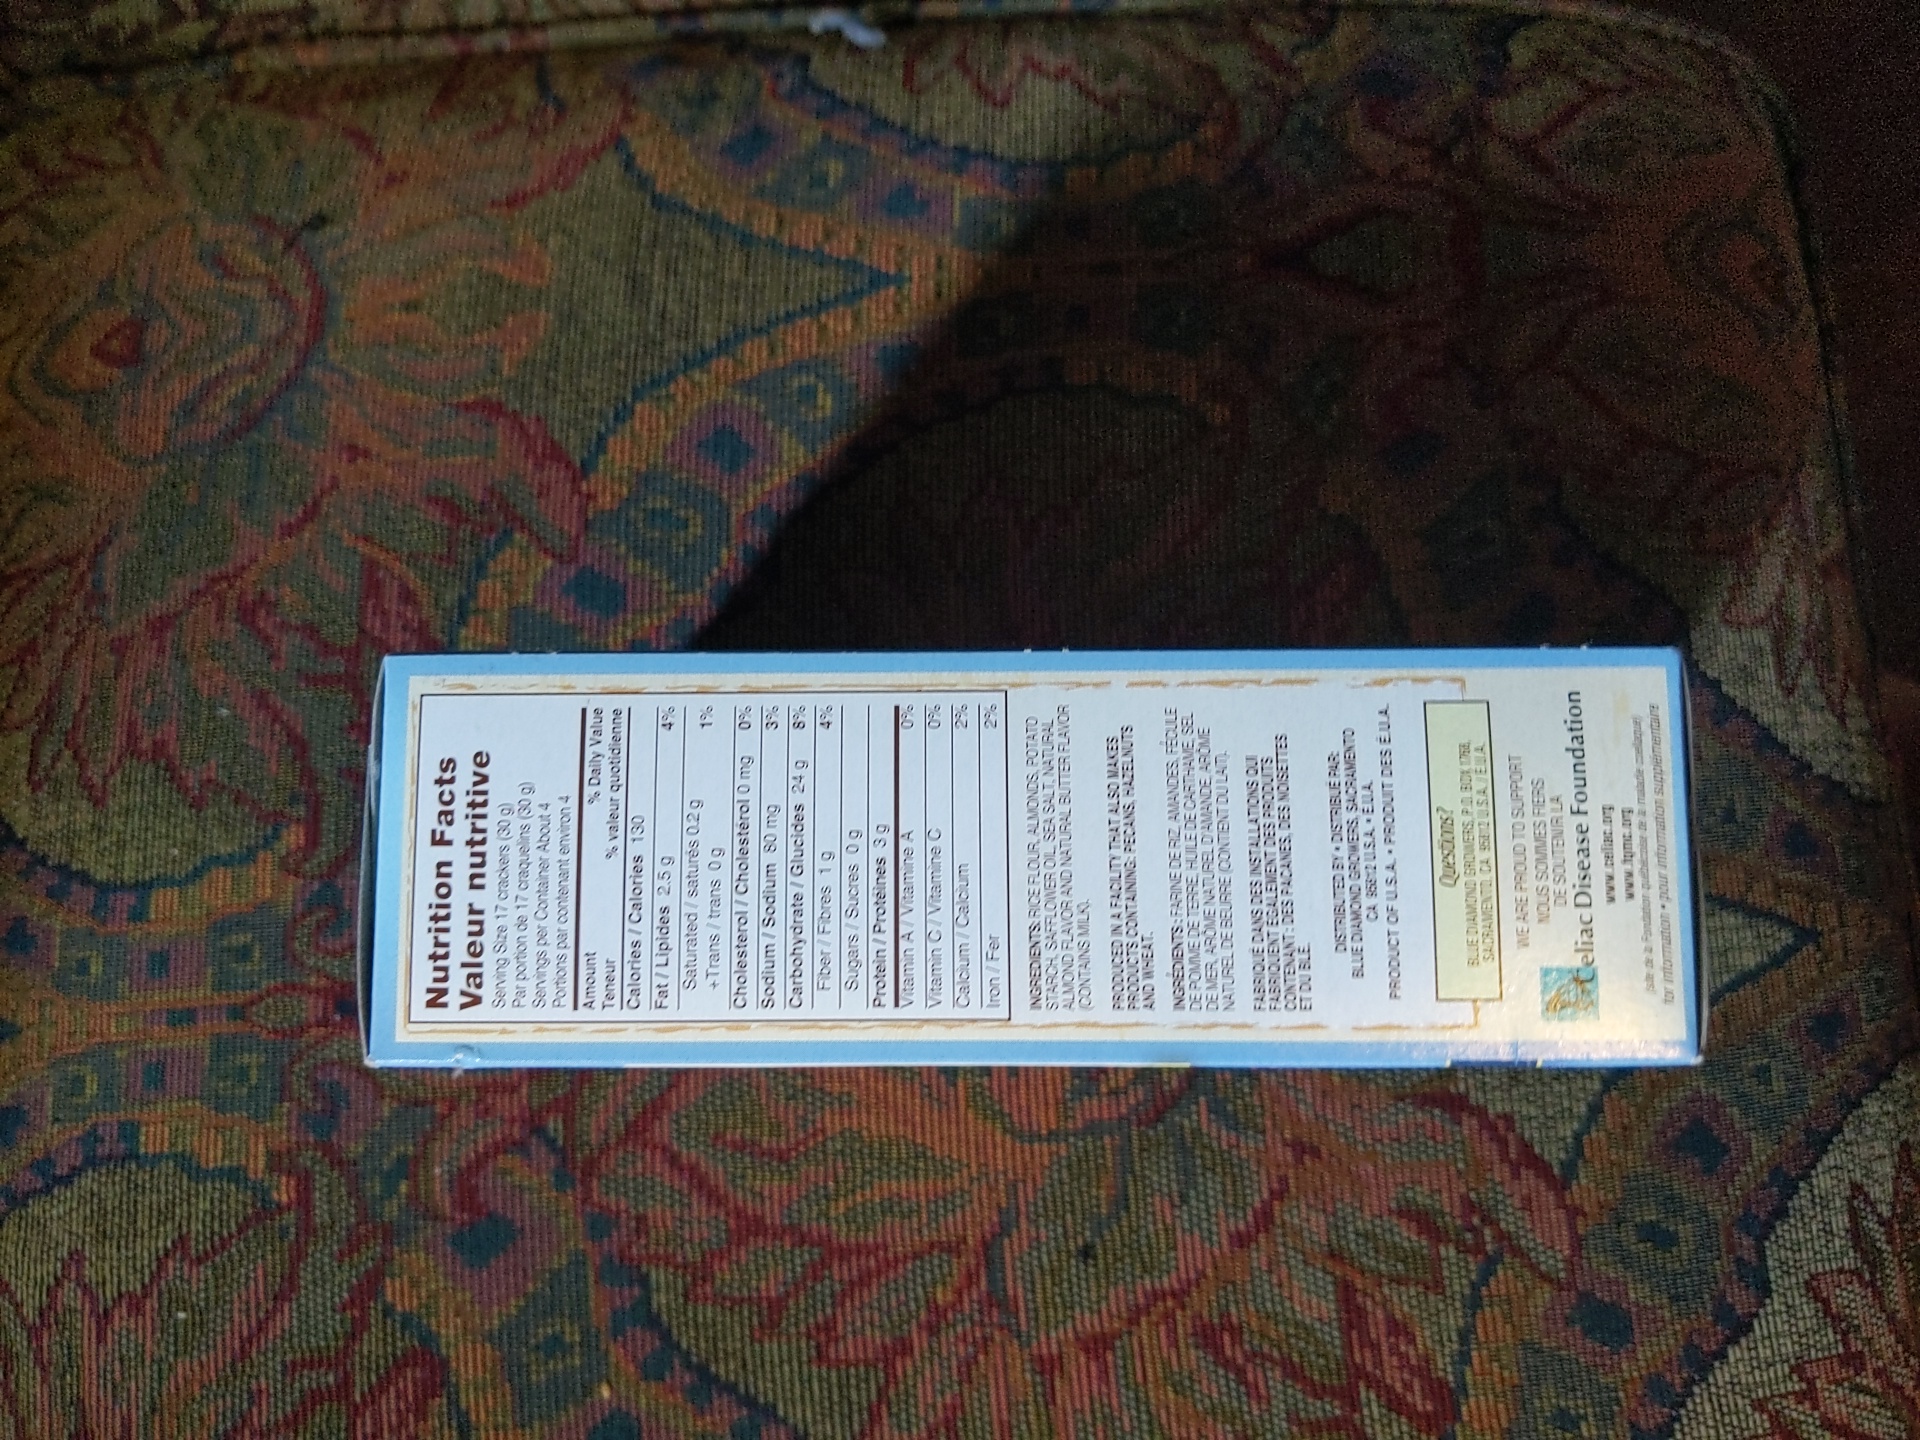 Nutrition Facts
Valeur nutritive
Serving Size 17 crackers (30 g)
Par portion de 17 craquelins (30 g)
Servings per Container About 4
Portions par contenant environ 4
Amount % Daily Value
Teneur % valeur quotidienne
Calories / Calories 130
Fat / Lipides 2.5 g 4%
Saturated / saturés 0.2 g 1%
+Trans / trans 0 g
Cholesterol / Cholesterol 0 mg 0%
Sodium / Sodium 80 mg 3%
Carbohydrate / Glucides 24 g 8%
Fiber / Fibres 1 g 4%
Sugars / Sucres 0 g
Protein / Protéines 3 g
Vitamin A / Vitamine A 0%
Vitamin C / Vitamine C 0%
Calcium / Calcium 2%
Iron / Fer 2%
INGREDIENTS: RICE FLOUR, ALMONDS, POTATO
STARCH, SAFFLOWER OIL, SEA SALT, NATURAL
ALMOND FLAVOR AND NATURAL BUTTER FLAVOR
(CONTAINS MILK).
PRODUCED IN A FACILITY THAT ALSO MAKES
PRODUCTS CONTAINING: PECANS, HAZELNUTS
AND WHEAT.
INGRÉDIENTS: FARINE DE RIZ, AMANDES, FÉCULE
DE POMME DE TERRE, HUILE DE CARTHAME, SEL
DE MER, ARÔME NATUREL D'AMANDE, ARÔME
NATUREL DE BEURRE (CONTIENT DU LAIT).
FABRIQUÉ DANS DES INSTALLATIONS QUI
FABRIQUENT ÉGALEMENT DES PRODUITS
CONTENANT : DES PACANES, DES NOISETTES
ET DU BLÉ.
DISTRIBUTED BY • DISTRIBUÉ PAR:
BLUE DIAMOND GROWERS, SACRAMENTO
CA 95812 U.S.A. • É.U.A.
PRODUCT OF U.S.A. • PRODUIT DES É.U.A.
Questions?
BLUE DIAMOND GROWERS, P.O. BOX 1768,
SACRAMENTO, CA 95812 U.S.A. / É.U.A.
WE ARE PROUD TO SUPPORT
NOUS SOMMES FIERS
DE SOUTENIR LA
Celiac Disease Foundation
www.celiac.org
www.fqmc.org
(site de la Fondation québécoise de la maladie coeliaque)
for information • pour information supplémentaire